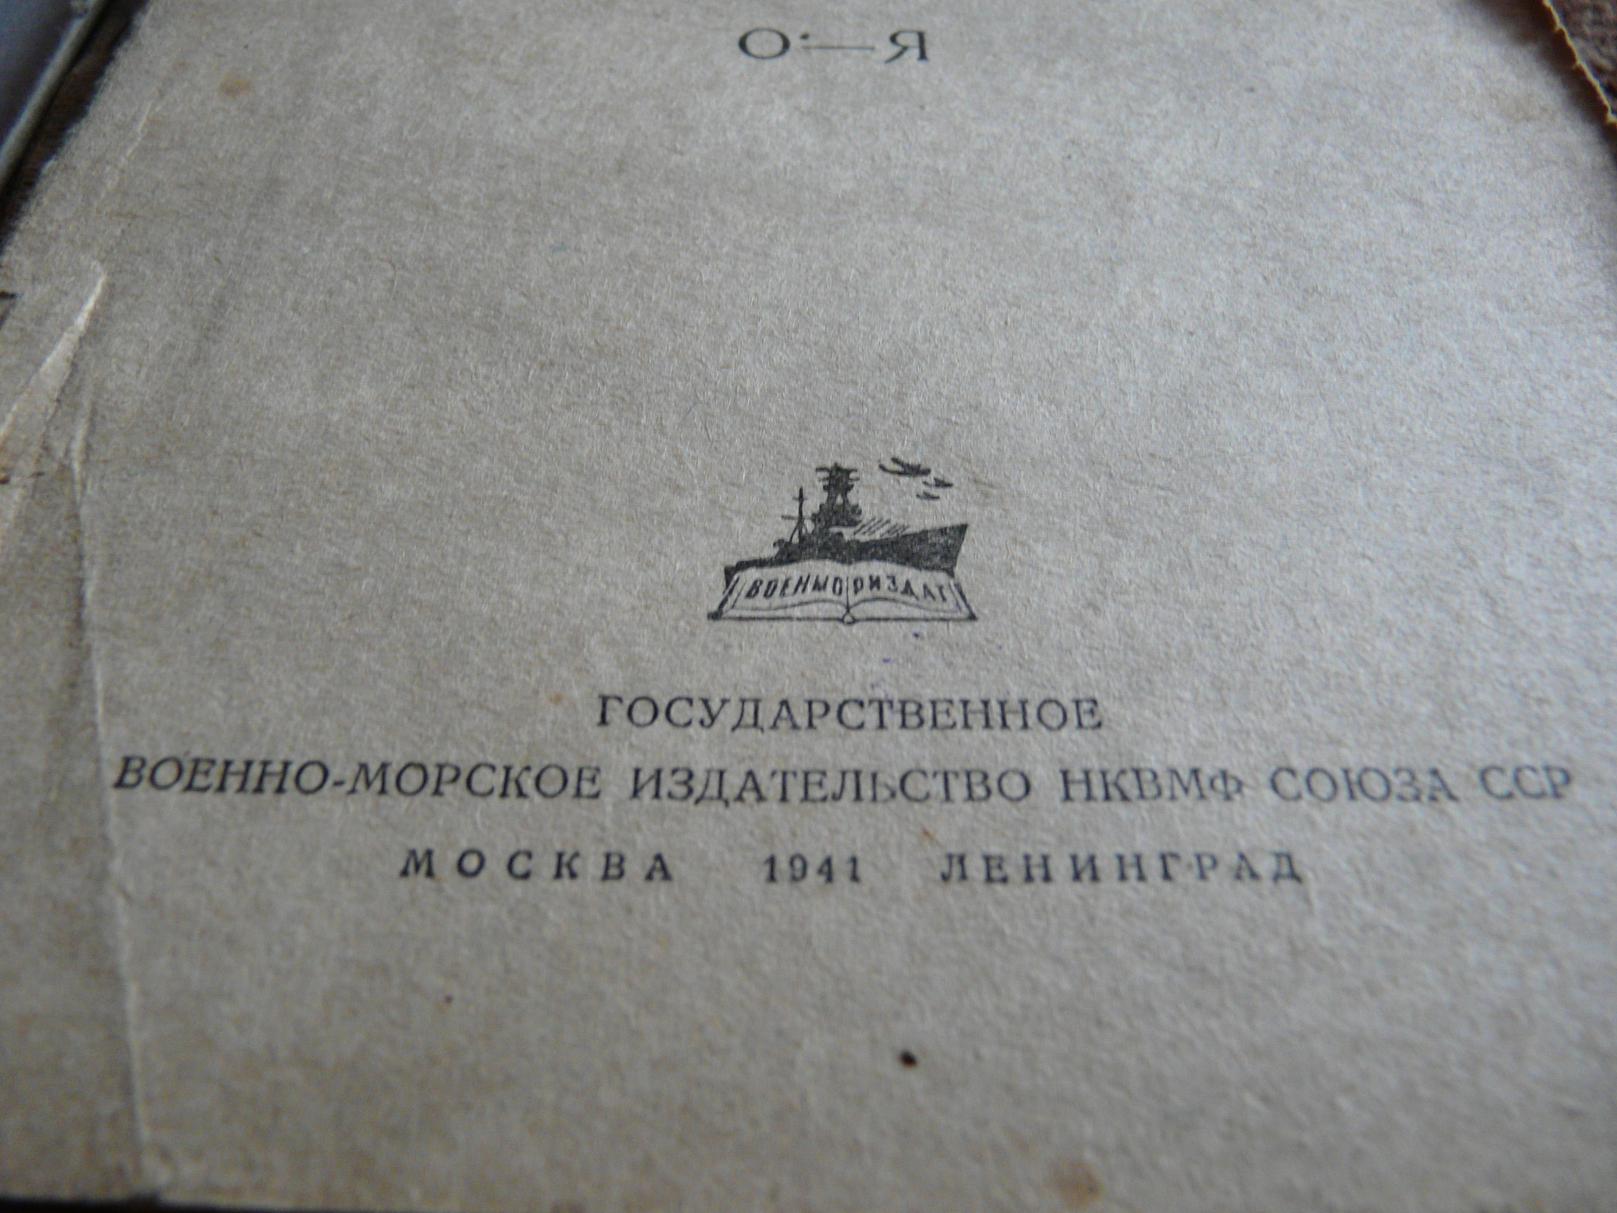 О—Я
ВОЕНМОРИЗДАТ
ГОСУДАРСТВЕННОЕ
ВОЕННО-МОРСКОЕ ИЗДАТЕЛЬСТВО НКВМФ СОЮЗА ССР
МОСКВА 1941 ЛЕНИНГРАД